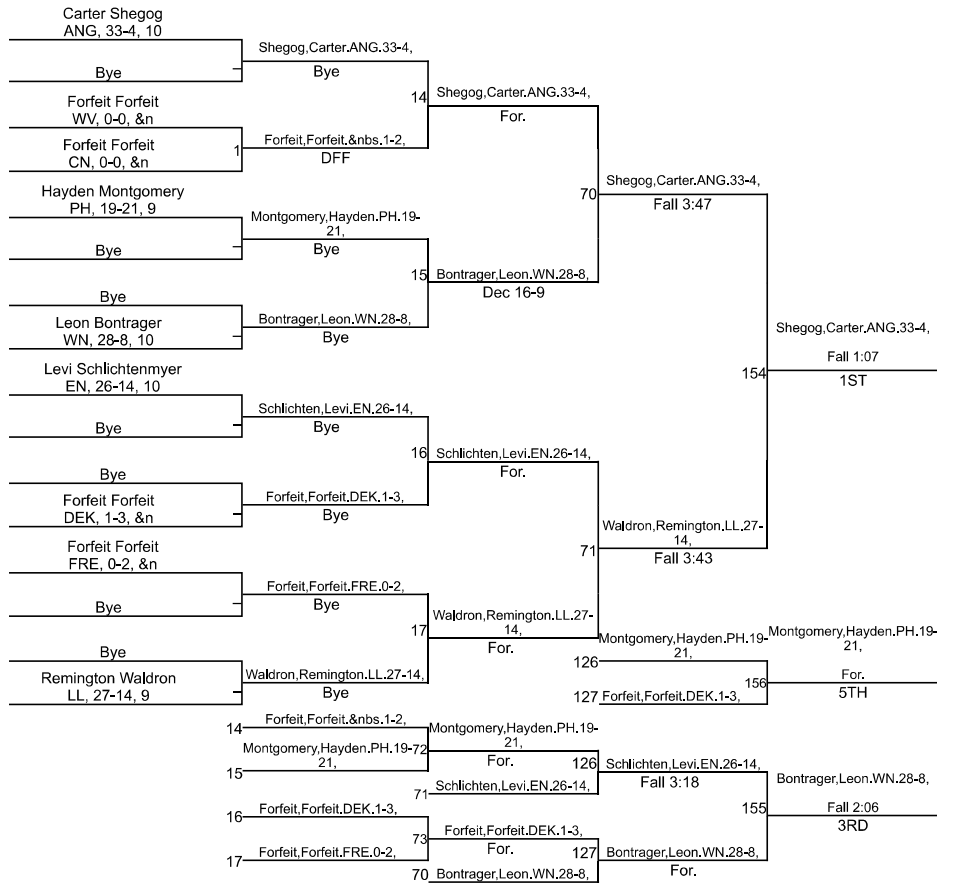 Carter Shegog
ANG, 33-4, 10
Bye
Shegog,Carter.ANG.33-4,
Bye
Forfeit Forfeit
WV, 0-0, &n
Forfeit Forfeit
CN, 0-0, &n
1
Forfeit,Forfeit.&nbs.1-2,
DFF
14
Shegog,Carter.ANG.33-4,
For.
Hayden Montgomery
PH, 19-21, 9
Bye
Montgomery,Hayden.PH.19-
21,
Bye
Bye
Leon Bontrager
WN, 28-8, 10
Bontrager,Leon.WN.28-8,
Bye
15
Bontrager,Leon.WN.28-8,
Dec 16-9
70
Shegog,Carter.ANG.33-4,
Fall 3:47
Levi Schlichtenmyer
EN, 26-14, 10
Bye
Schlichten,Levi.EN.26-14,
Bye
Bye
Forfeit Forfeit
DEK, 1-3, &n
Forfeit,Forfeit.DEK.1-3,
Bye
16
Schlichten,Levi.EN.26-14,
For.
Forfeit Forfeit
FRE, 0-2, &n
Bye
Forfeit,Forfeit.FRE.0-2,
Bye
Bye
Remington Waldron
LL, 27-14, 9
Waldron,Remington.LL.27-14,
Bye
17
Waldron,Remington.LL.27-
14,
For.
71
Waldron,Remington.LL.27-
14,
Fall 3:43
154
Shegog,Carter.ANG.33-4,
Fall 1:07
1ST
126
Montgomery,Hayden.PH.19-
21,
127
Forfeit,Forfeit.DEK.1-3,
156
Montgomery,Hayden.PH.19-
21,
For.
5TH
14
Forfeit,Forfeit.&nbs.1-2,
15
Montgomery,Hayden.PH.19-
21,
72
Montgomery,Hayden.PH.19-
21,
For.
71
Schlichten,Levi.EN.26-14,
126
Schlichten,Levi.EN.26-14,
Fall 3:18
16
Forfeit,Forfeit.DEK.1-3,
17
Forfeit,Forfeit.FRE.0-2,
73
Forfeit,Forfeit.DEK.1-3,
For.
70
Bontrager,Leon.WN.28-8,
127
Bontrager,Leon.WN.28-8,
For.
155
Bontrager,Leon.WN.28-8,
Fall 2:06
3RD